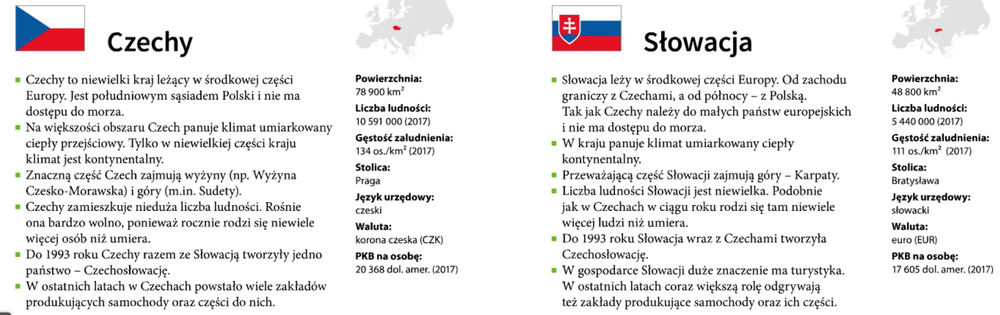 Czechy
Czechy to niewielki kraj leżący w środkowej części
Europy. Jest południowym sąsiadem Polski i nie ma
dostępu do morza.
Na większości obszaru Czech panuje klimat umiarkowany
ciepły przejściowy. Tylko w niewielkiej części kraju
klimat jest kontynentalny.
Znaczną część Czech zajmują wyżyny (np. Wyżyna
Czesko-Morawska) i góry (m.in. Sudety).
Czechy zamieszkuje nieduża liczba ludności. Rośnie
ona bardzo wolno, ponieważ rocznie rodzi się niewiele
więcej osób niż umiera.
Do 1993 roku Czechy razem ze Słowacją tworzyły jedno
państwo – Czechosłowację.
W ostatnich latach w Czechach powstało wiele zakładów
produkujących samochody oraz części do nich.
Powierzchnia:
78 900 km²
Liczba ludności:
10 591 000 (2017)
Gęstość zaludnienia:
134 os./km² (2017)
Stolica:
Praga
Język urzędowy:
czeski
Waluta:
korona czeska (CZK)
PKB na osobę:
20 368 dol. amer. (2017)
Słowacja
Słowacja leży w środkowej części Europy. Od zachodu
graniczy z Czechami, a od północy – z Polską.
Tak jak Czechy należy do małych państw europejskich
i nie ma dostępu do morza.
W kraju panuje klimat umiarkowany ciepły
kontynentalny.
Przeważającą część Słowacji zajmują góry – Karpaty.
Liczba ludności Słowacji jest niewielka. Podobnie
jak w Czechach w ciągu roku rodzi się tam niewiele
więcej ludzi niż umiera.
Do 1993 roku Słowacja wraz z Czechami tworzyła
Czechosłowację.
W gospodarce Słowacji duże znaczenie ma turystyka.
W ostatnich latach coraz większą rolę odgrywają
też zakłady produkujące samochody oraz ich części.
Powierzchnia:
48 800 km²
Liczba ludności:
5 440 000 (2017)
Gęstość zaludnienia:
111 os./km² (2017)
Stolica:
Bratysława
Język urzędowy:
słowacki
Waluta:
euro (EUR)
PKB na osobę:
17 605 dol. amer. (2017)